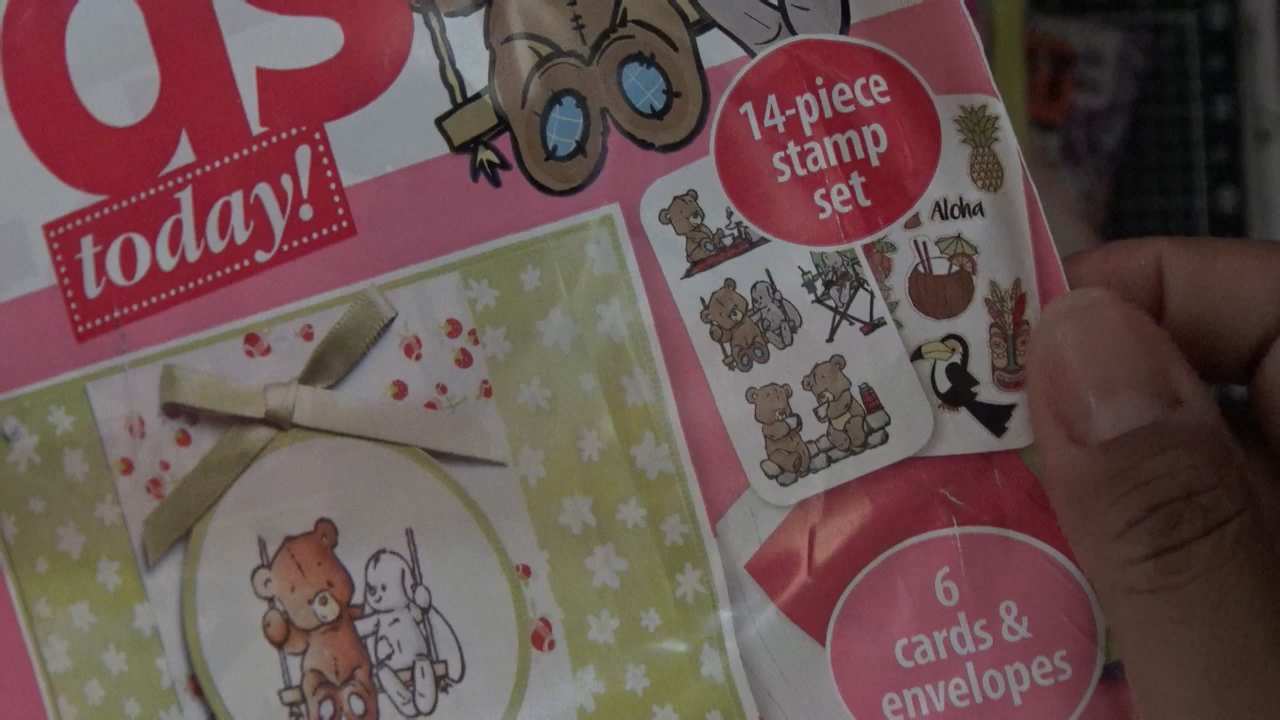 today!
14-piece
stamp
set
Aloha
6
cards &
envelopes